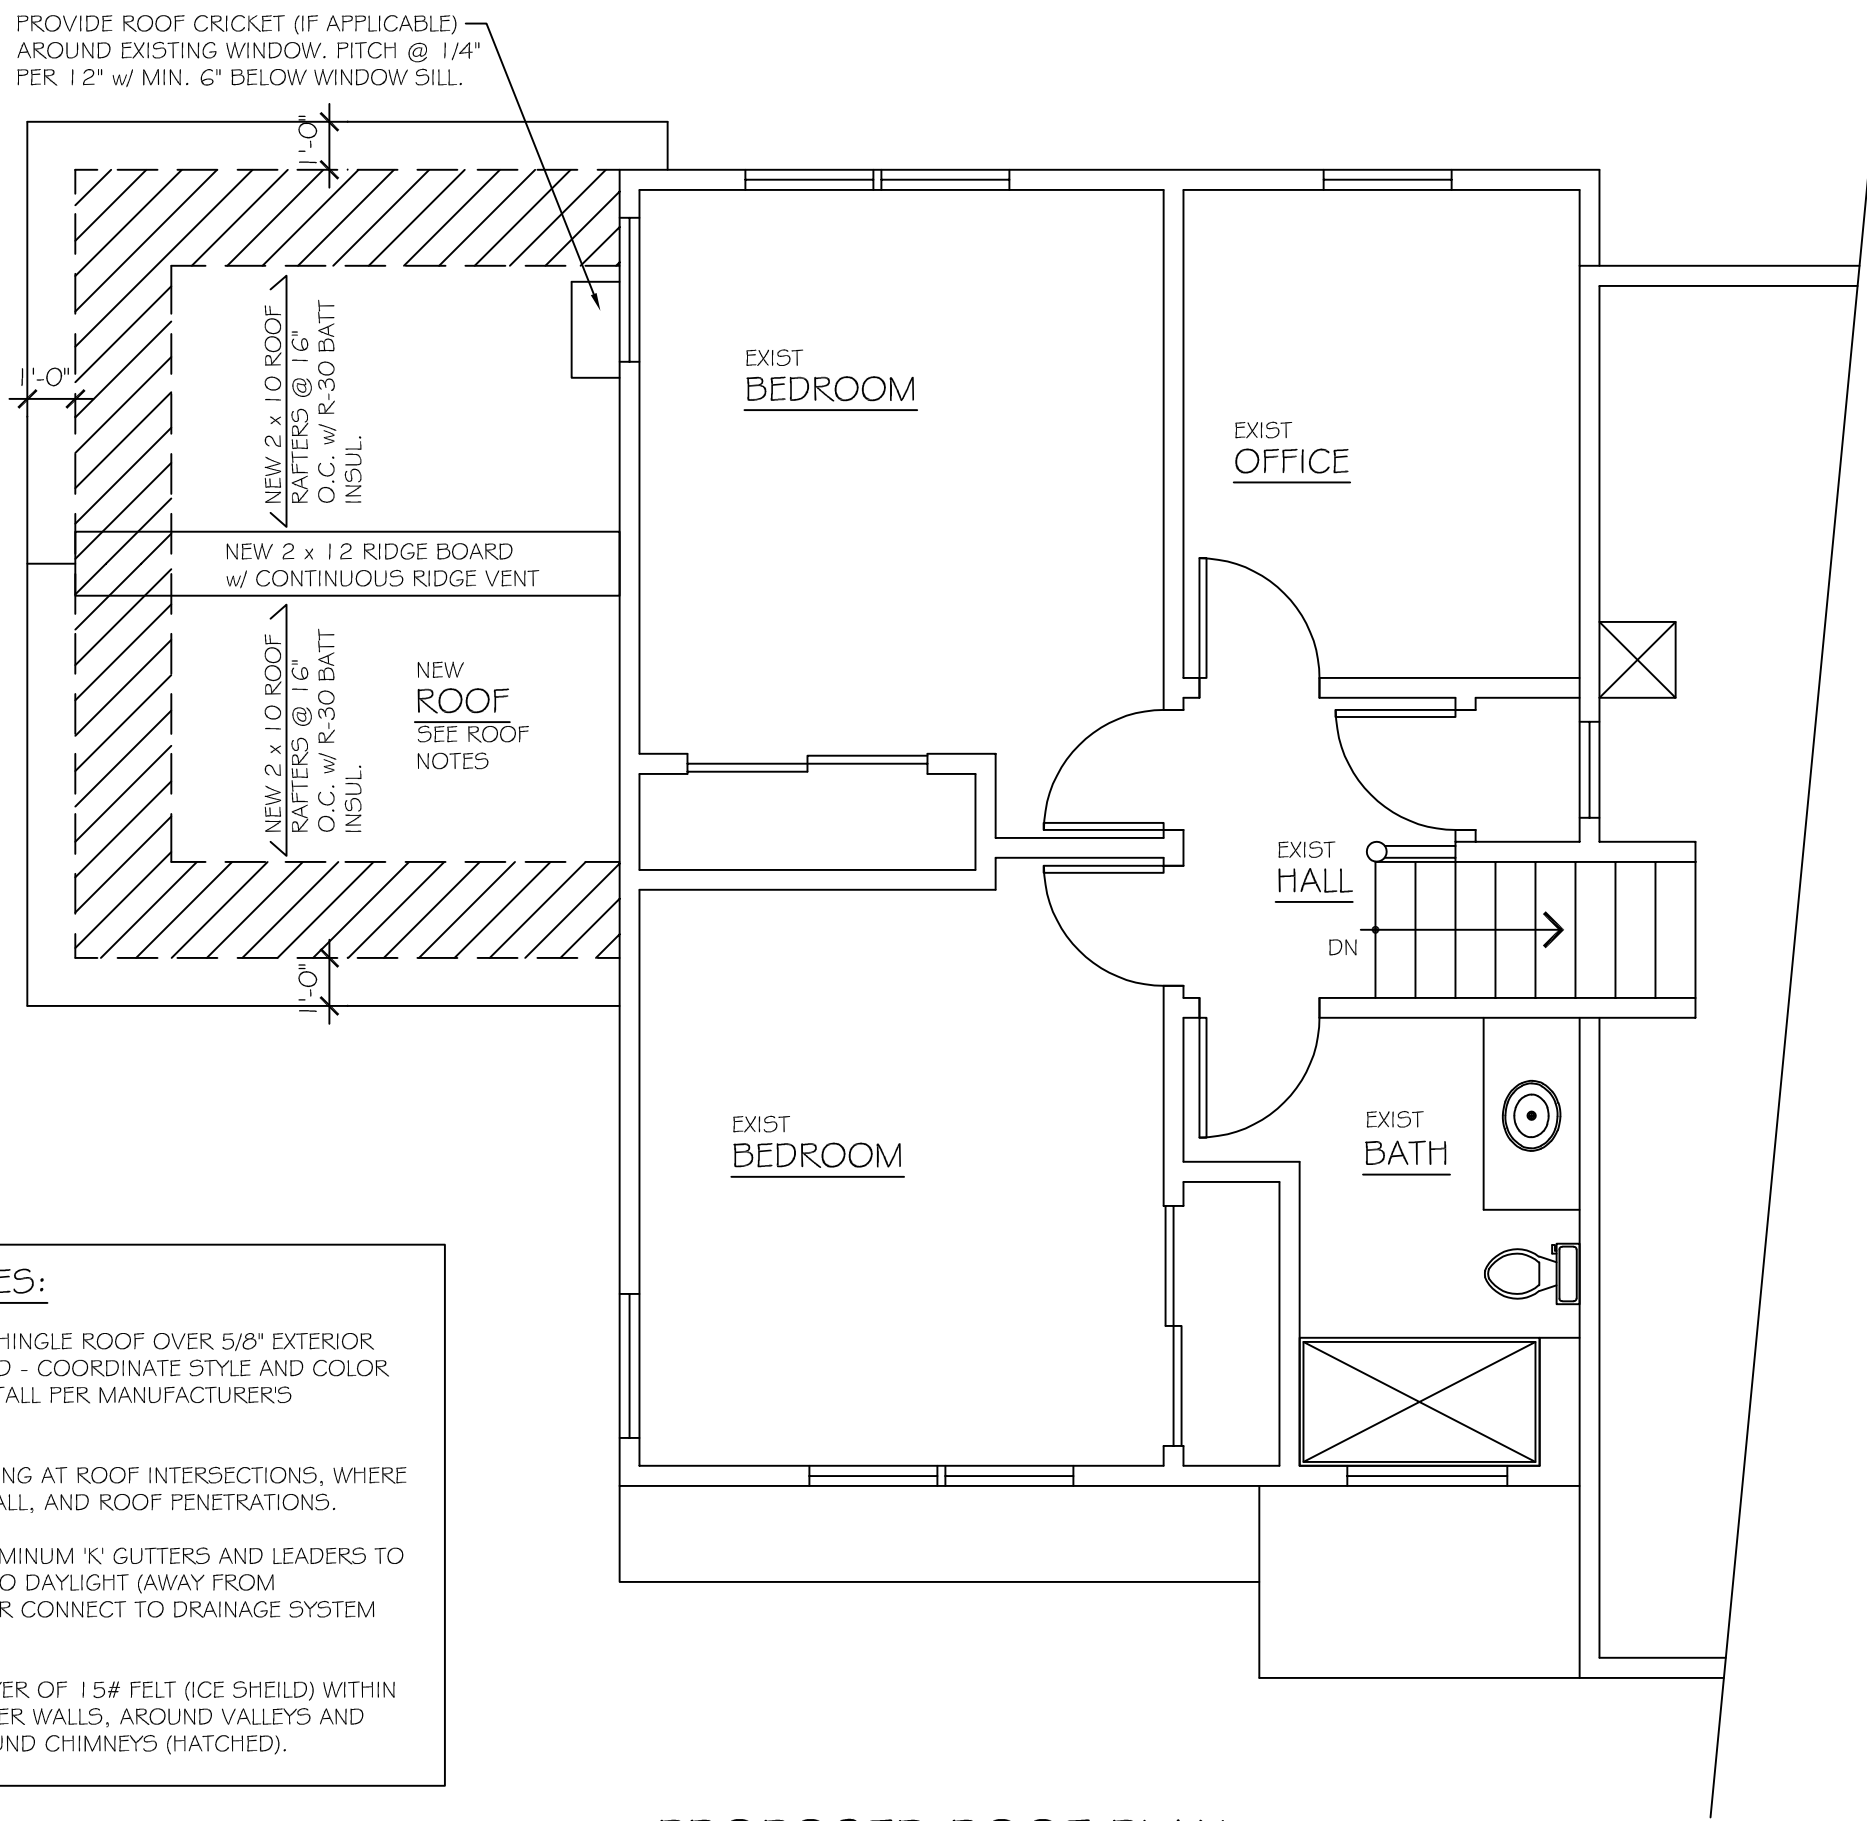 PROVIDE ROOF CRICKET (IF APPLICABLE)
AROUND EXISTING WINDOW. PITCH @ 1/4"
PER 12" w/ MIN. 6" BELOW WINDOW SILL.
1'-0"
1'-0"
NEW 2 x 10 ROOF
RAFTERS @ 16"
O.C. w/ R-30 BATT
INSUL.
EXIST
BEDROOM
EXIST
OFFICE
NEW 2 x 12 RIDGE BOARD
w/ CONTINUOUS RIDGE VENT
NEW 2 x 10 ROOF
RAFTERS @ 16"
O.C. w/ R-30 BATT
INSUL.
NEW
ROOF
SEE ROOF
NOTES
EXIST
HALL
DN
1'-0"
EXIST
BEDROOM
EXIST
BATH
ES:
HINGLE ROOF OVER 5/8" EXTERIOR
D - COORDINATE STYLE AND COLOR
TALL PER MANUFACTURER'S
NG AT ROOF INTERSECTIONS, WHERE
ALL, AND ROOF PENETRATIONS.
MINUM 'K' GUTTERS AND LEADERS TO
O DAYLIGHT (AWAY FROM
R CONNECT TO DRAINAGE SYSTEM
YER OF 15# FELT (ICE SHEILD) WITHIN
ER WALLS, AROUND VALLEYS AND
UND CHIMNEYS (HATCHED).
PROPOSED ROOF PLAN